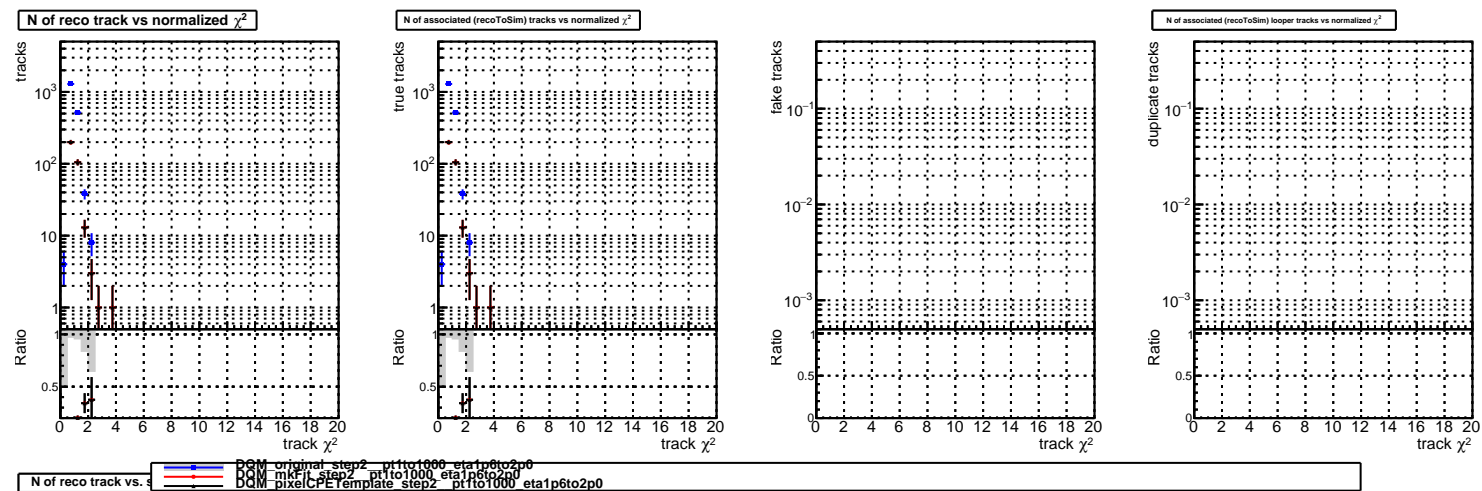 N of reco track vs normalized χ²
N of associated (recoToSim) tracks vs normalized χ²
N of associated (recoToSim) looper tracks vs normalized χ²
tracks
10³
10²
10
1
Ratio
1
0.5
0 2 4 6 8 10 12 14 16 18 20
track χ²
true tracks
10³
10²
10
1
Ratio
1
0.5
0 2 4 6 8 10 12 14 16 18 20
track χ²
fake tracks
10⁻¹
10⁻²
10⁻³
Ratio
1
0.5
0
0 2 4 6 8 10 12 14 16 18 20
track χ²
duplicate tracks
10⁻¹
10⁻²
10⁻³
Ratio
1
0.5
0
0 2 4 6 8 10 12 14 16 18 20
track χ²
DQM_original_step2__pt1to1000_eta1p6to2p0
DQM_mkFit_step2__pt1to1000_eta1p6to2p0
DQM_pixelCPETemplate_step2__pt1to1000_eta1p6to2p0
N of reco track vs. s